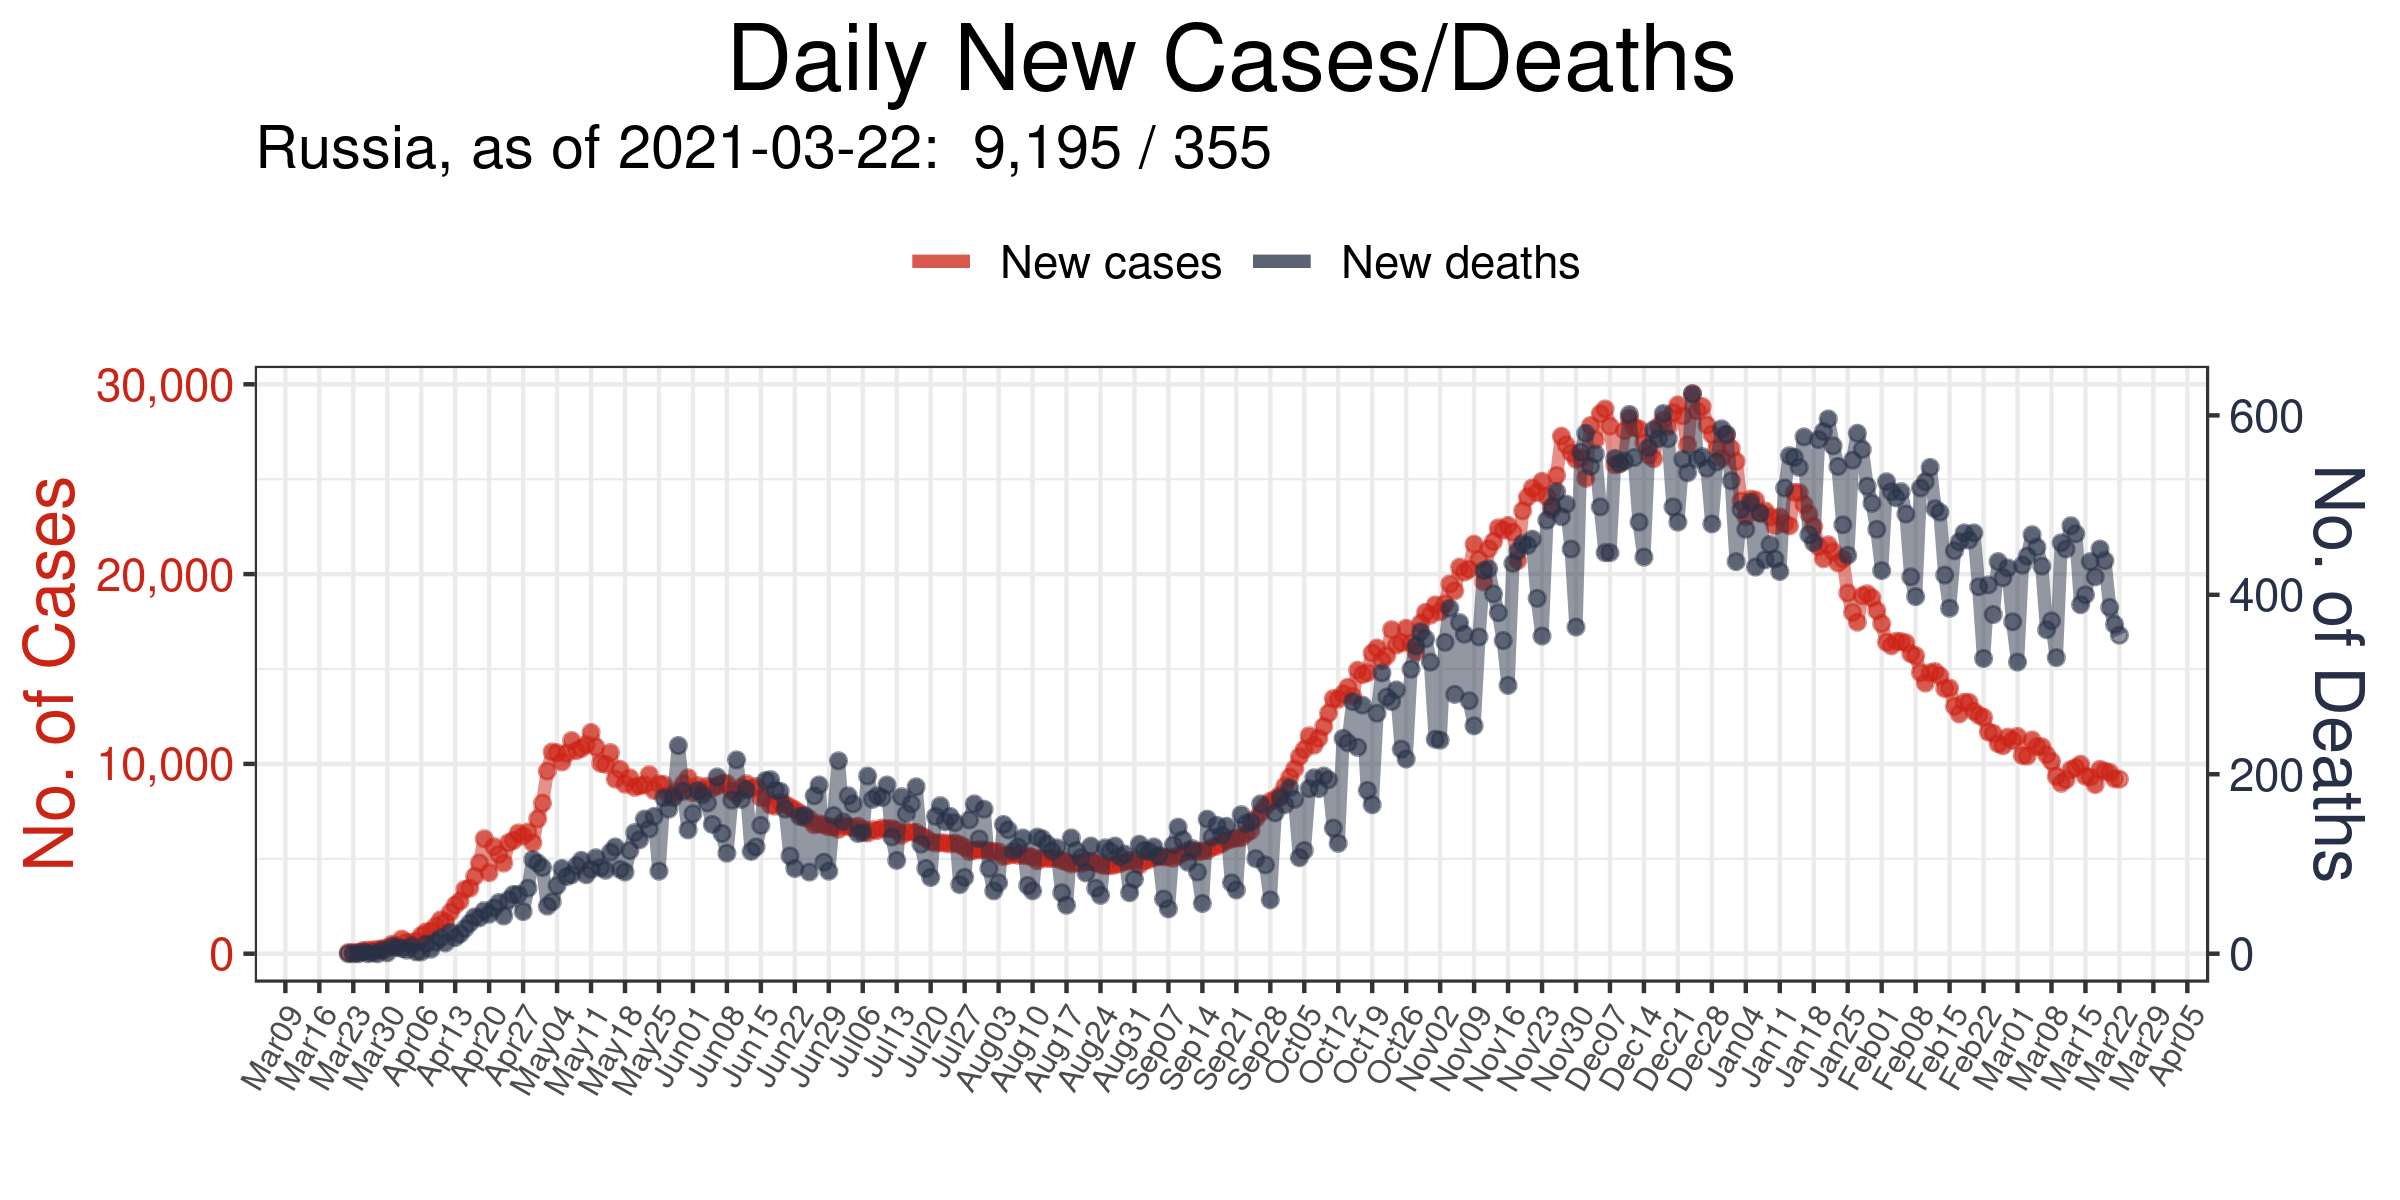 Daily New Cases/Deaths
Russia, as of 2021-03-22:  9,195 / 355
New cases
New deaths
No. of Cases
30,000
20,000
10,000
0
600
400
200
0
No. of Deaths
Mar09
Mar16
Mar23
Mar30
Apr06
Apr13
Apr20
Apr27
May04
May11
May18
May25
Jun01
Jun08
Jun15
Jun22
Jun29
Jul06
Jul13
Jul20
Jul27
Aug03
Aug10
Aug17
Aug24
Aug31
Sep07
Sep14
Sep21
Sep28
Oct05
Oct12
Oct19
Oct26
Nov02
Nov09
Nov16
Nov23
Nov30
Dec07
Dec14
Dec21
Dec28
Jan04
Jan11
Jan18
Jan25
Feb01
Feb08
Feb15
Feb22
Mar01
Mar08
Mar15
Mar22
Mar29
Apr05